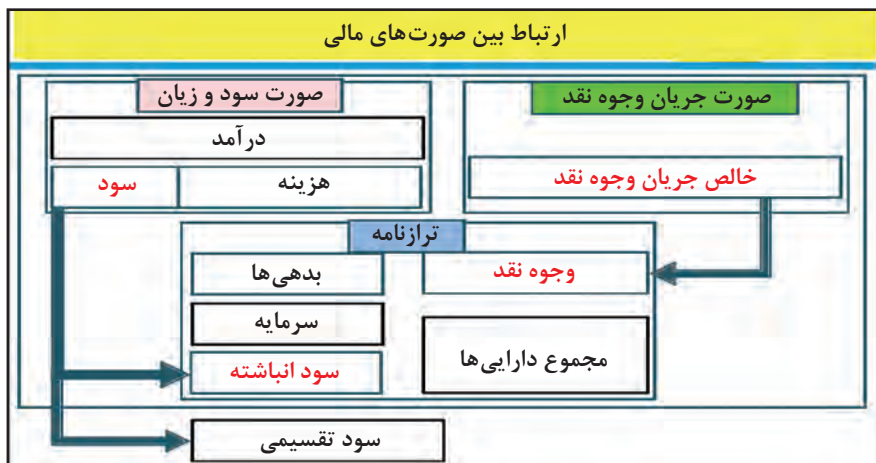 ارتباط بین صورت‌های مالی
صورت جریان وجوه نقد
صورت سود و زیان
درآمد
خالص جریان وجوه نقد
هزینه
سود
ترازنامه
وجوه نقد
بدهی‌ها
سرمایه
مجموع دارایی‌ها
سود انباشته
سود تقسیمی